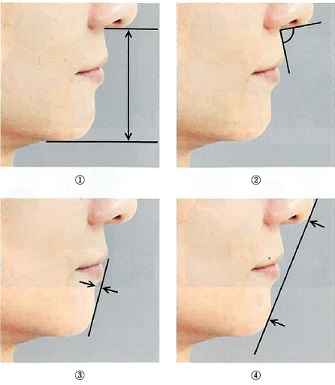 ①
②
③
④